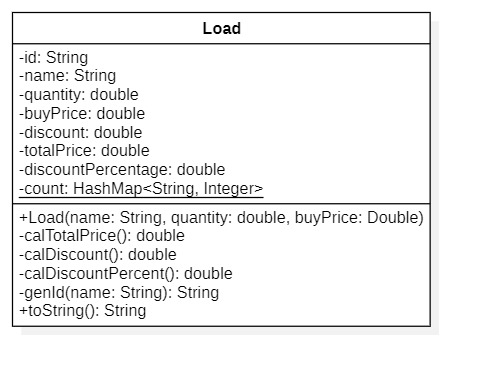 Load
-id: String
-name: String
-quantity: double
-buyPrice: double
-discount: double
-totalPrice: double
-discountPercentage: double
-count: HashMap<String, Integer>
+Load(name: String, quantity: double, buyPrice: Double)
-calTotalPrice(): double
-calDiscount(): double
-calDiscountPercent(): double
-genId(name: String): String
+toString(): String